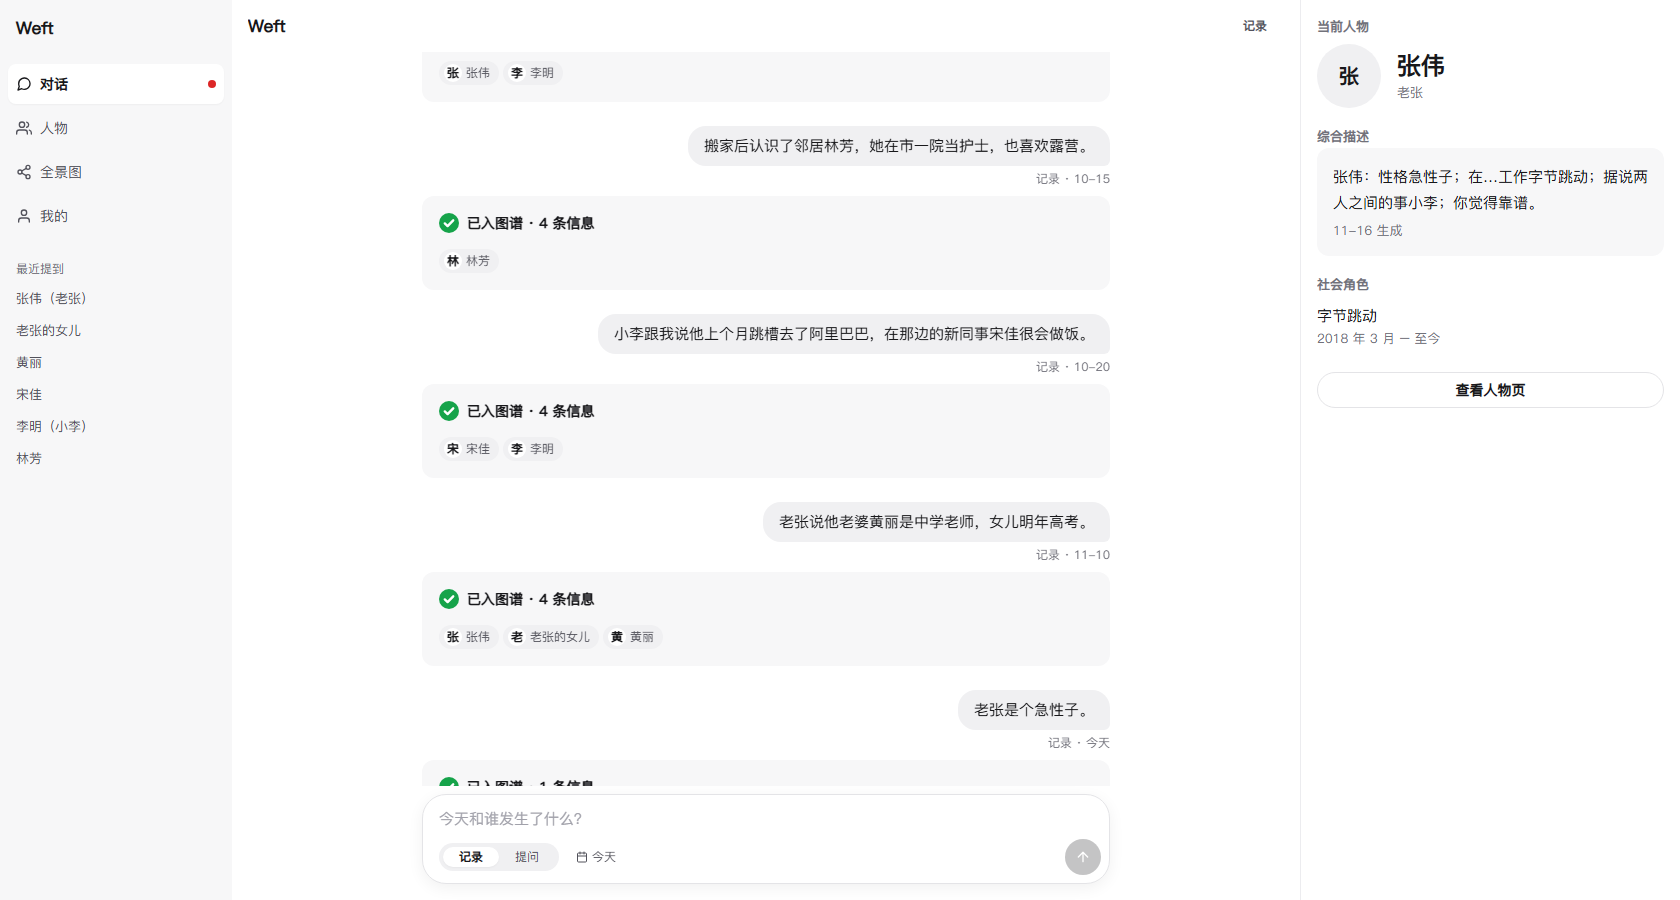 Weft
对话
人物
全景图
我的
最近提到
张伟（老张）
老张的女儿
黄丽
宋佳
李明（小李）
林芳
Weft
记录
张 张伟 李 李明
搬家后认识了邻居林芳，她在市一院当护士，也喜欢露营。
记录 · 10-15
已入图谱 · 4 条信息
林 林芳
小李跟我说他上个月跳槽去了阿里巴巴，在那边的新同事宋佳很会做饭。
记录 · 10-20
已入图谱 · 4 条信息
宋 宋佳 李 李明
老张说他老婆黄丽是中学老师，女儿明年高考。
记录 · 11-10
已入图谱 · 4 条信息
张 张伟 老 老张的女儿 黄 黄丽
老张是个急性子。
记录 · 今天
已入图谱 · 1 条信息
今天和谁发生了什么？
记录 提问 今天
当前人物
张 张伟
老张
综合描述
张伟：性格急性子；在…工作字节跳动；据说两
人之间的事小李；你觉得靠谱。
11-16 生成
社会角色
字节跳动
2018 年 3 月 — 至今
查看人物页